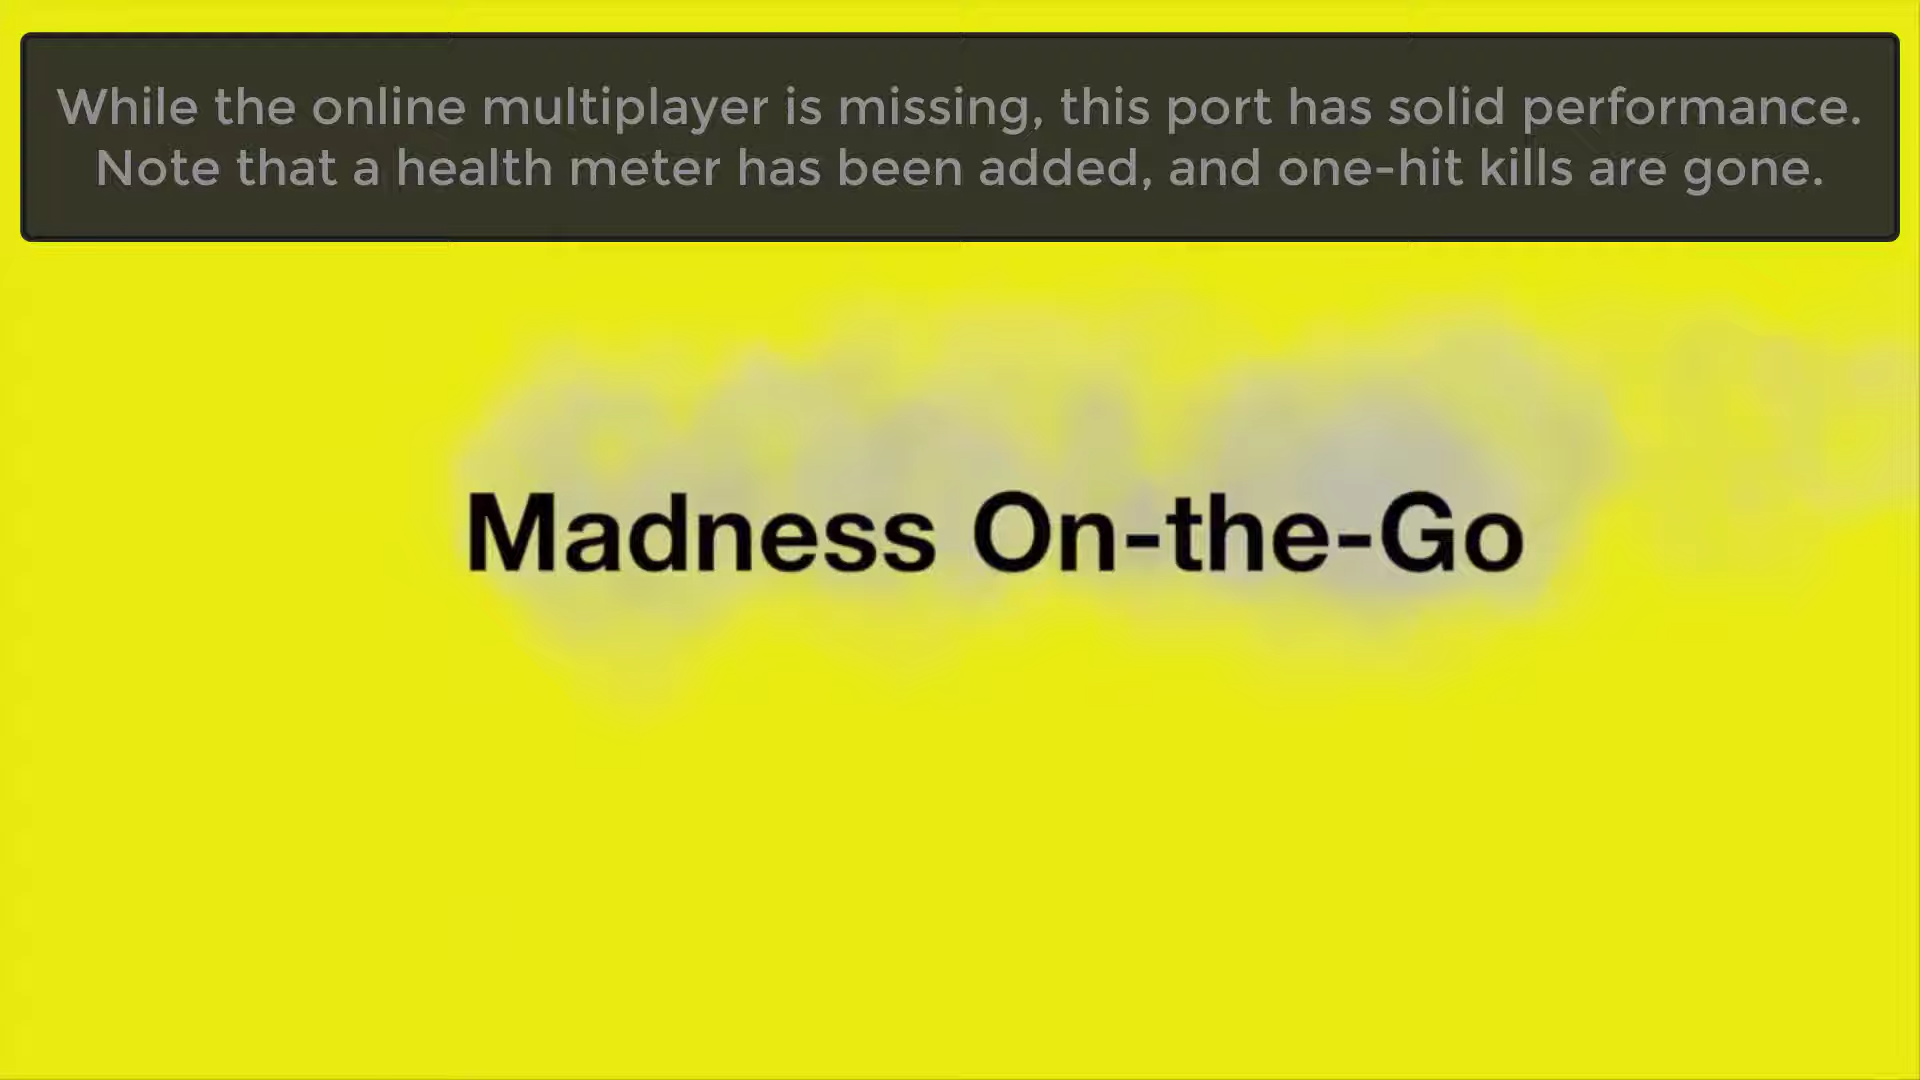 While the online multiplayer is missing, this port has solid performance.
Note that a health meter has been added, and one-hit kills are gone.
Madness On-the-Go